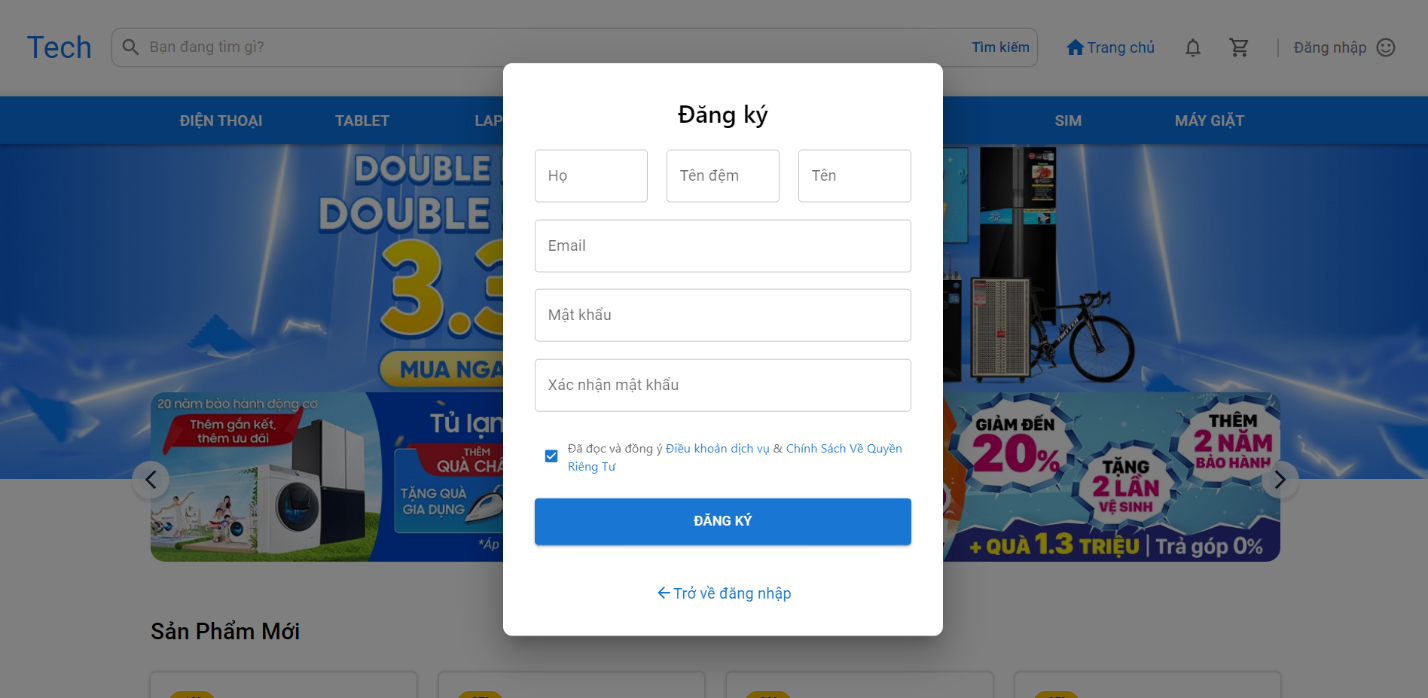 Tech
Bạn đang tìm gì?
Tìm kiếm
Trang chủ
Đăng nhập
ĐIỆN THOẠI
TABLET
LAP
SIM
MÁY GIẶT
DOUBLE
DOUBLE
3.3
MUA NGA
Đăng ký
Họ
Tên đệm
Tên
Email
Mật khẩu
Xác nhận mật khẩu
Đã đọc và đồng ý Điều khoản dịch vụ & Chính Sách Về Quyền
Riêng Tư
ĐĂNG KÝ
Trở về đăng nhập
20 năm bảo hành động cơ
Thêm gắn kết,
thêm ưu đãi
Tủ lạn
THÊM
QUÀ CHẤ
TẶNG QUÀ
GIA DỤNG
*Áp
GIẢM ĐẾN
20%
TẶNG
2 LẦN
VỆ SINH
THÊM
2 NĂM
BẢO HÀNH
+ QUÀ 1.3 TRIỆU | Trả góp 0%
Sản Phẩm Mới